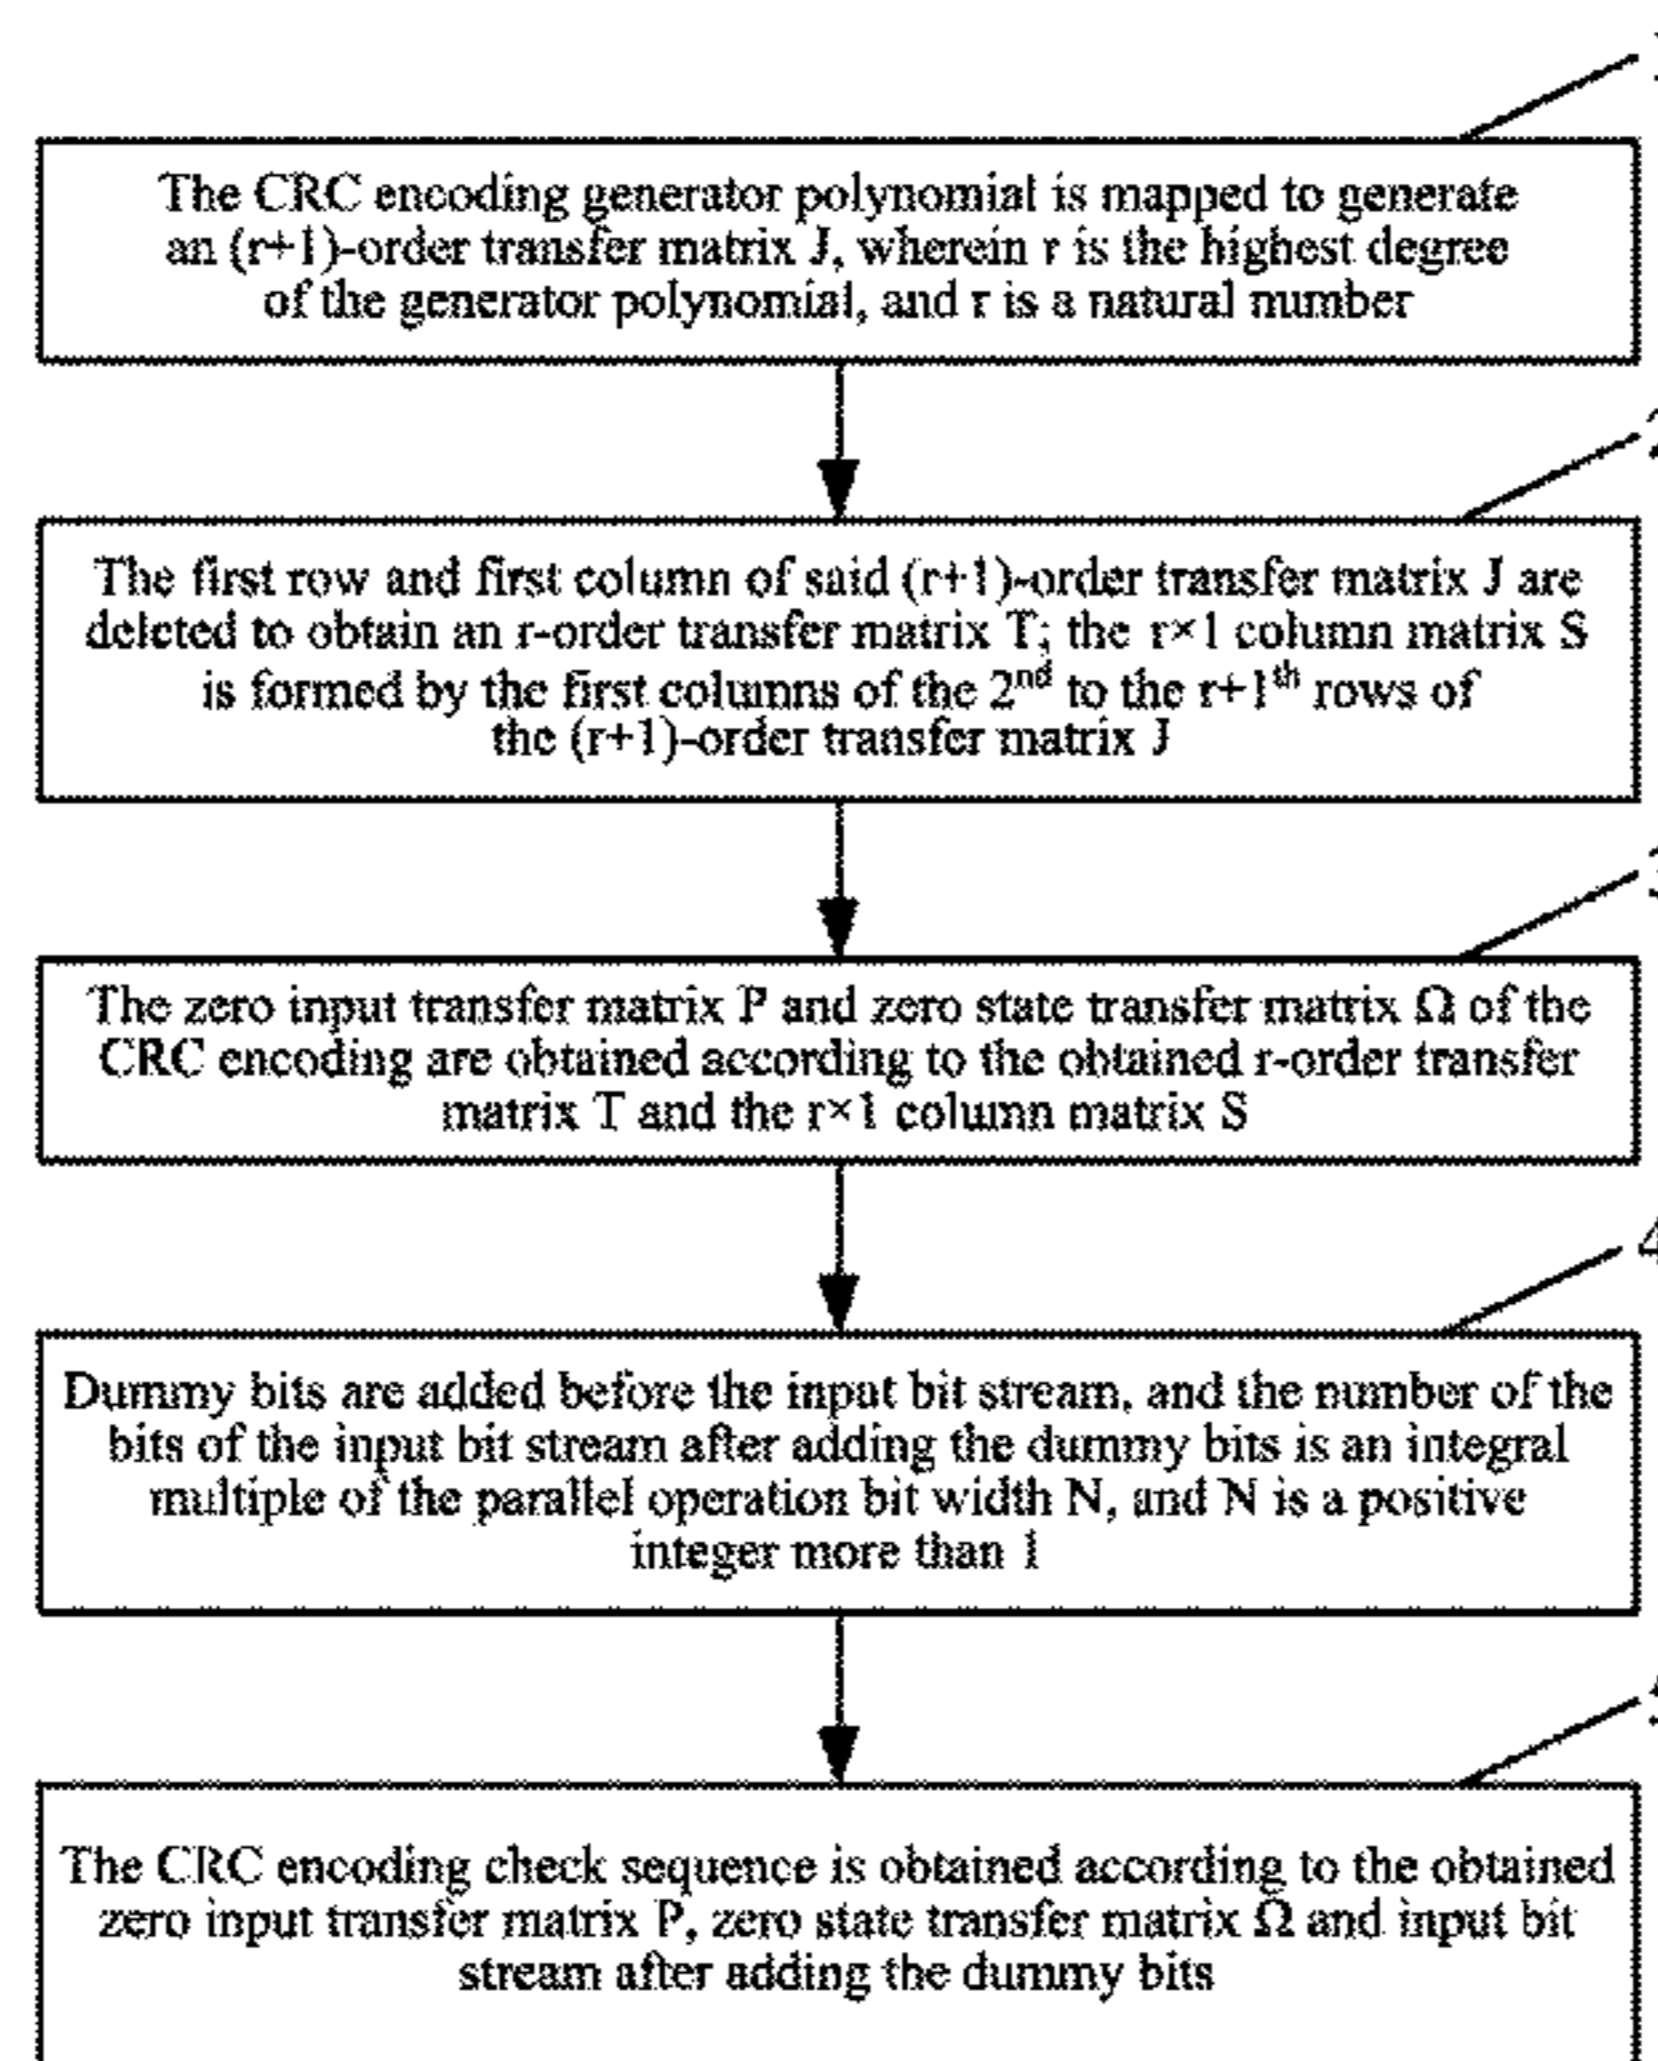 The CRC encoding generator polynomial is mapped to generate
an (r+1)-order transfer matrix J, wherein r is the highest degree
of the generator polynomial, and r is a natural number
2
The first row and first column of said (r+1)-order transfer matrix J are
deleted to obtain an r-order transfer matrix T; the r×1 column matrix S
is formed by the first columns of the 2nd to the r+1th rows of
the (r+1)-order transfer matrix J
3
The zero input transfer matrix P and zero state transfer matrix Ω of the
CRC encoding are obtained according to the obtained r-order transfer
matrix T and the r×1 column matrix S
4
Dummy bits are added before the input bit stream, and the number of the
bits of the input bit stream after adding the dummy bits is an integral
multiple of the parallel operation bit width N, and N is a positive
integer more than 1
The CRC encoding check sequence is obtained according to the obtained
zero input transfer matrix P, zero state transfer matrix Ω and input bit
stream after adding the dummy bits